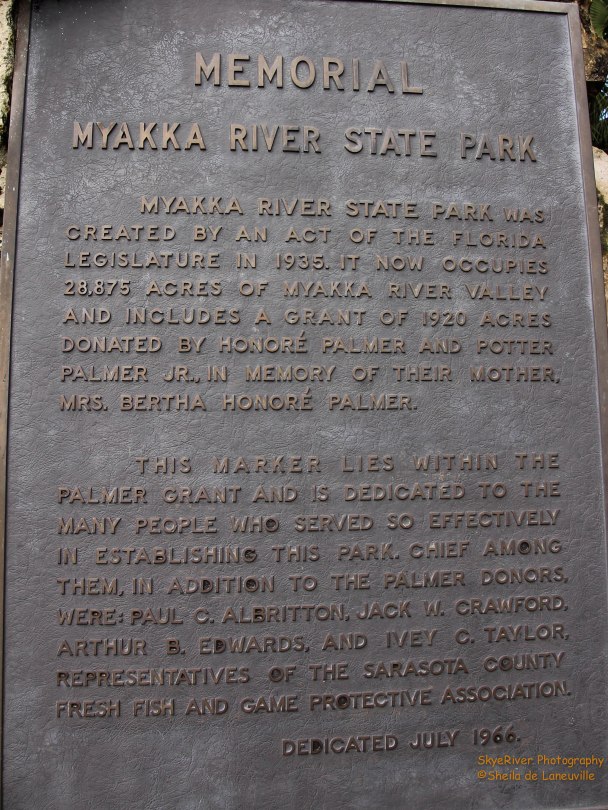 MEMORIAL
MYAKKA RIVER STATE PARK
MYAKKA RIVER STATE PARK WAS
CREATED BY AN ACT OF THE FLORIDA
LEGISLATURE IN 1935. IT NOW OCCUPIES
28,875 ACRES OF MYAKKA RIVER VALLEY
AND INCLUDES A GRANT OF 1920 ACRES
DONATED BY HONORÉ PALMER AND POTTER
PALMER JR., IN MEMORY OF THEIR MOTHER,
MRS. BERTHA HONORÉ PALMER.
THIS MARKER LIES WITHIN THE
PALMER GRANT AND IS DEDICATED TO THE
MANY PEOPLE WHO SERVED SO EFFECTIVELY
IN ESTABLISHING THIS PARK. CHIEF AMONG
THEM, IN ADDITION TO THE PALMER DONORS,
WERE: PAUL C. ALBRITTON, JACK W. CRAWFORD,
ARTHUR B. EDWARDS, AND IVEY C. TAYLOR,
REPRESENTATIVES OF THE SARASOTA COUNTY
FRESH FISH AND GAME PROTECTIVE ASSOCIATION.
DEDICATED JULY 1966.
SkyeRiver Photography
©Sheila de Laneuville